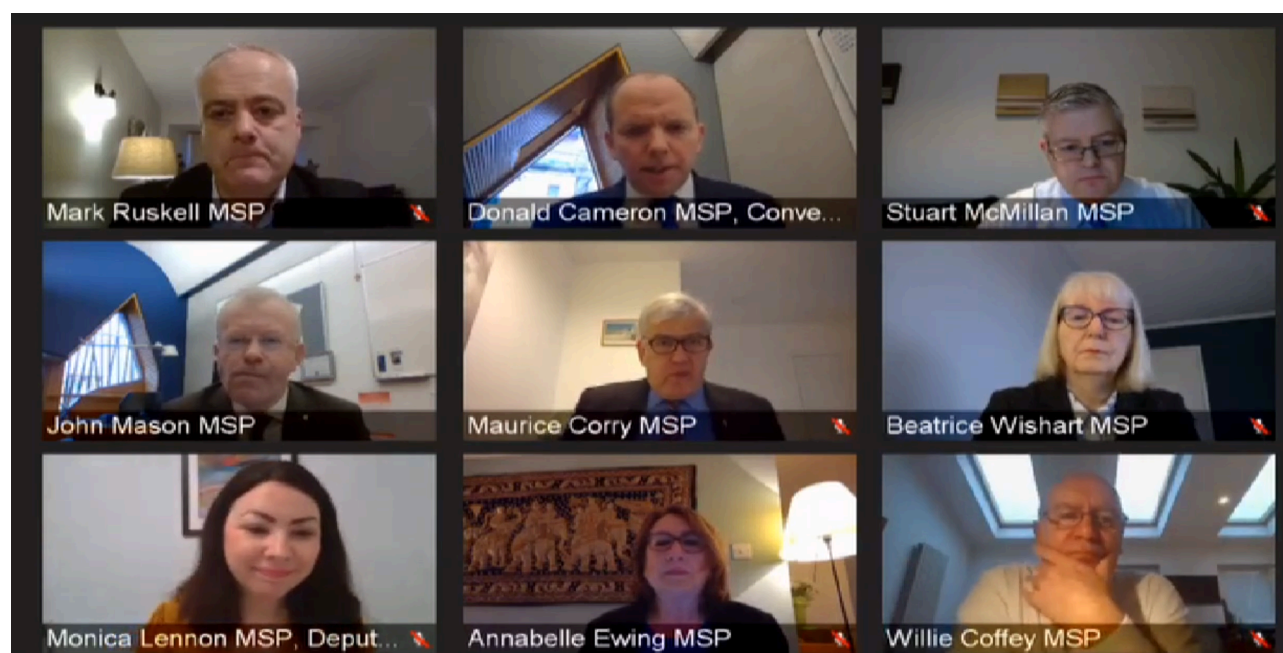 Mark Ruskell MSP
Donald Cameron MSP, Conve...
Stuart McMillan MSP
John Mason MSP
Maurice Corry MSP
Beatrice Wishart MSP
Monica Lennon MSP, Deput...
Annabelle Ewing MSP
Willie Coffey MSP